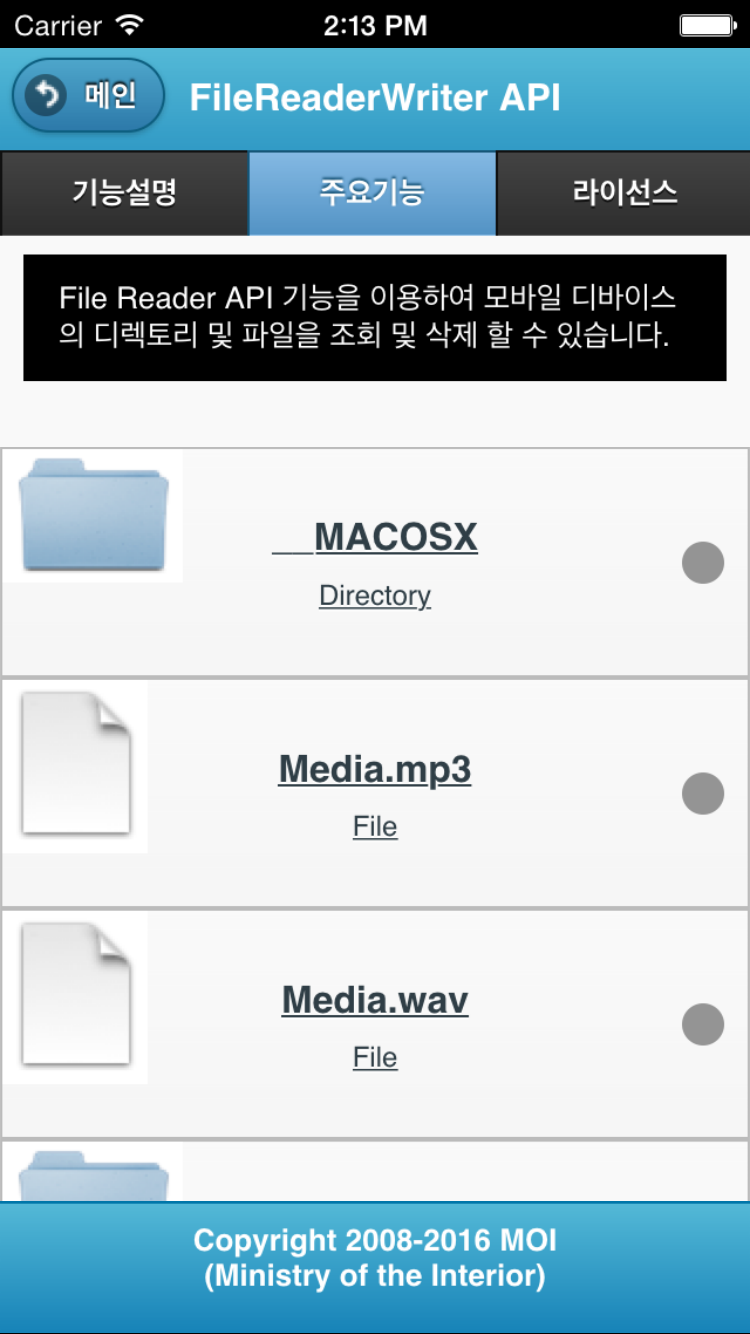 Carrier 2:13 PM
메인 FileReaderWriter API
기능설명 주요기능 라이선스
File Reader API 기능을 이용하여 모바일 디바이스
의 디렉토리 및 파일을 조회 및 삭제 할 수 있습니다.
__MACOSX
Directory
Media.mp3
File
Media.wav
File
Copyright 2008-2016 MOI
(Ministry of the Interior)